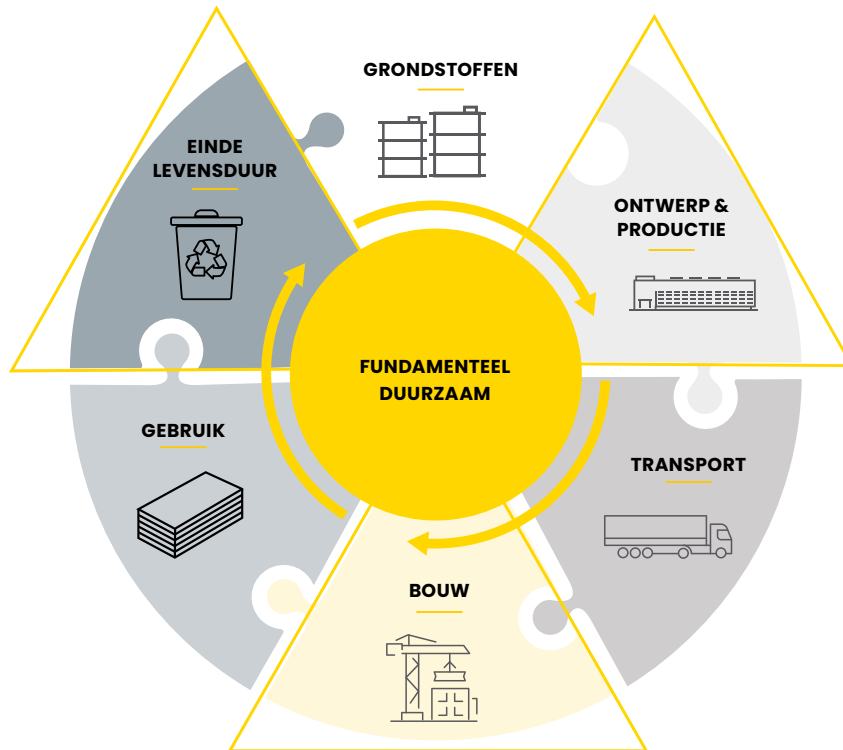 GRONDSTOFFEN
EINDE
LEVENSDUUR
ONTWERP &
PRODUCTIE
FUNDAMENTEEL
DUURZAAM
GEBRUIK
TRANSPORT
BOUW